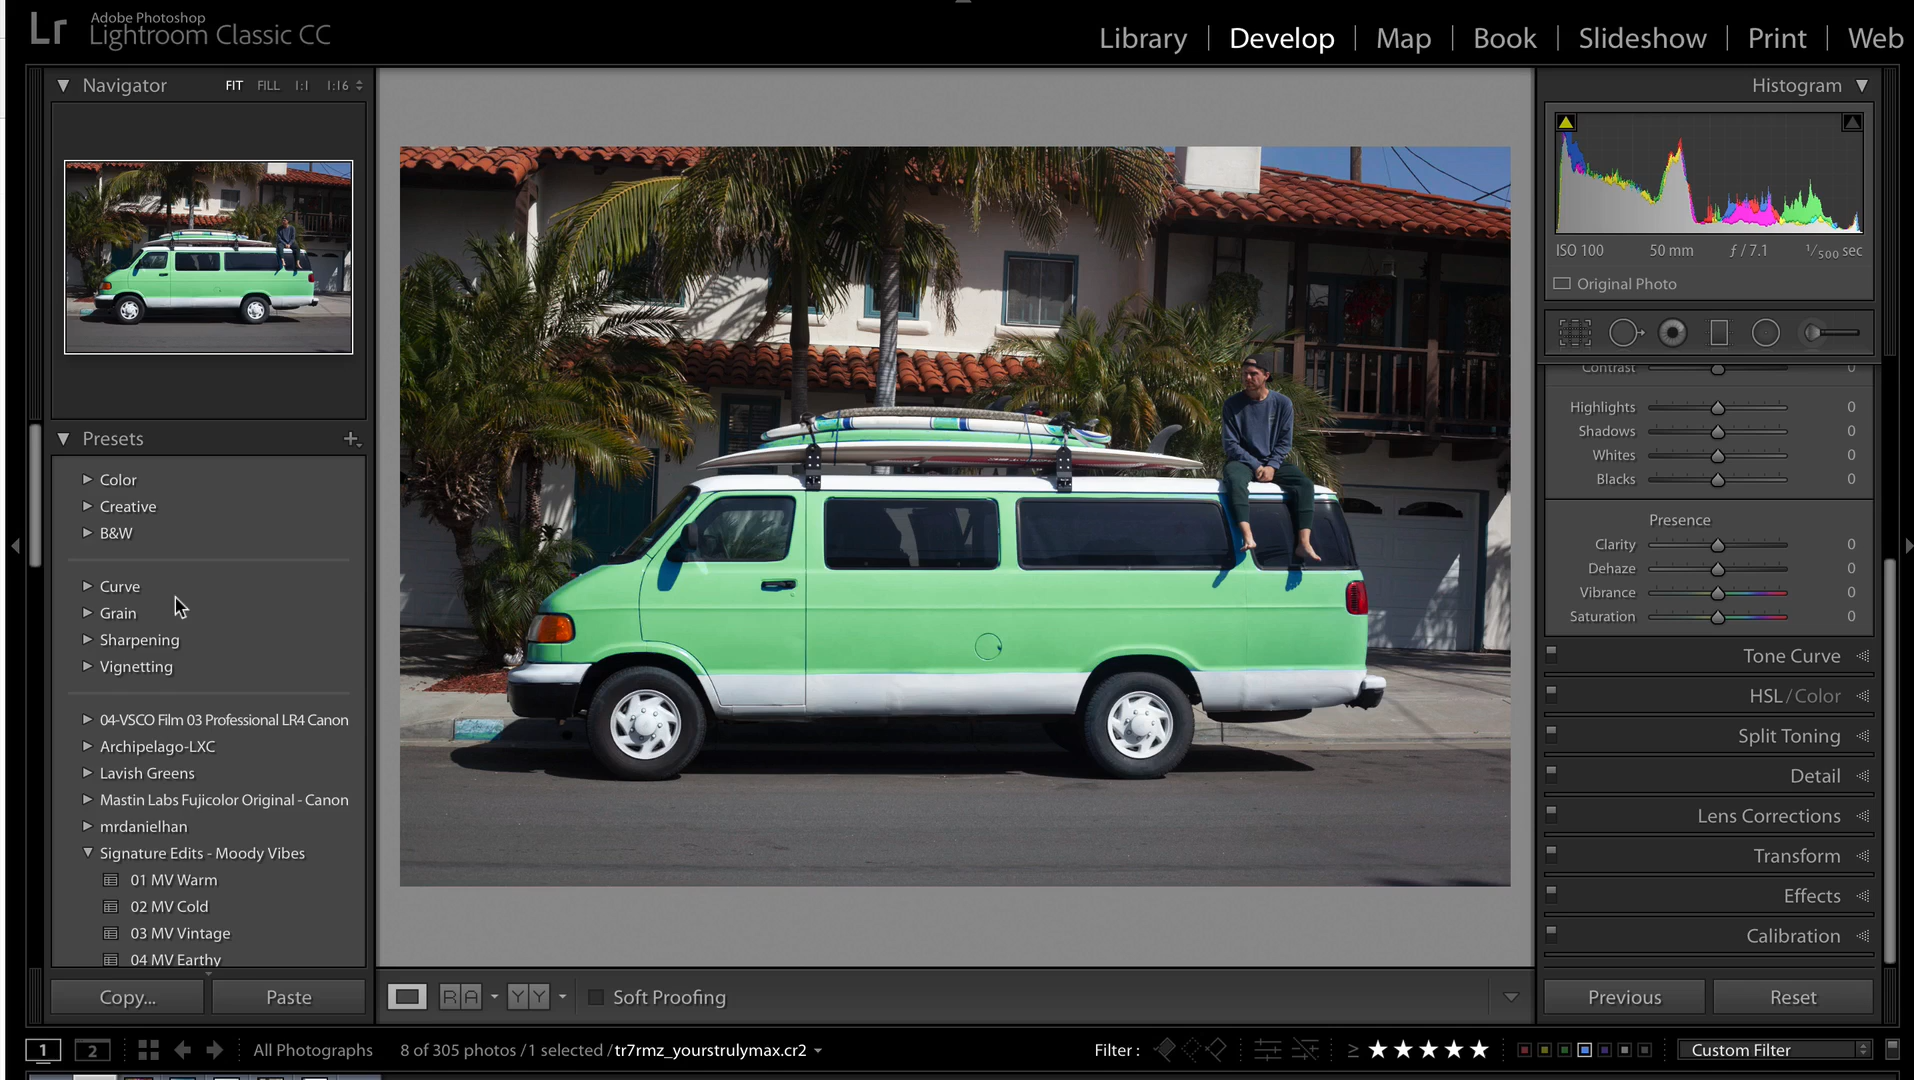 Lr Adobe Photoshop
Lightroom Classic CC
Library | Develop | Map | Book | Slideshow | Print | Web
Navigator FIT FILL 1:1 1:16
Histogram
ISO 100 50 mm ƒ / 7.1 1/500 sec
Original Photo
Presets
Color
Creative
B&W
Curve
Grain
Sharpening
Vignetting
04-VSCO Film 03 Professional LR4 Canon
Archipelago-LXC
Lavish Greens
Mastin Labs Fujicolor Original - Canon
mrdanielhan
Signature Edits - Moody Vibes
01 MV Warm
02 MV Cold
03 MV Vintage
04 MV Earthy
Copy... Paste
Contrast 0
Highlights 0
Shadows 0
Whites 0
Blacks 0
Presence
Clarity 0
Dehaze 0
Vibrance 0
Saturation 0
Tone Curve
HSL / Color
Split Toning
Detail
Lens Corrections
Transform
Effects
Calibration
R A Y Y Soft Proofing
Previous Reset
1 2 All Photographs 8 of 305 photos / 1 selected / tr7rmz_yourstrulymax.cr2
Filter : ≥ ★★★★★ Custom Filter